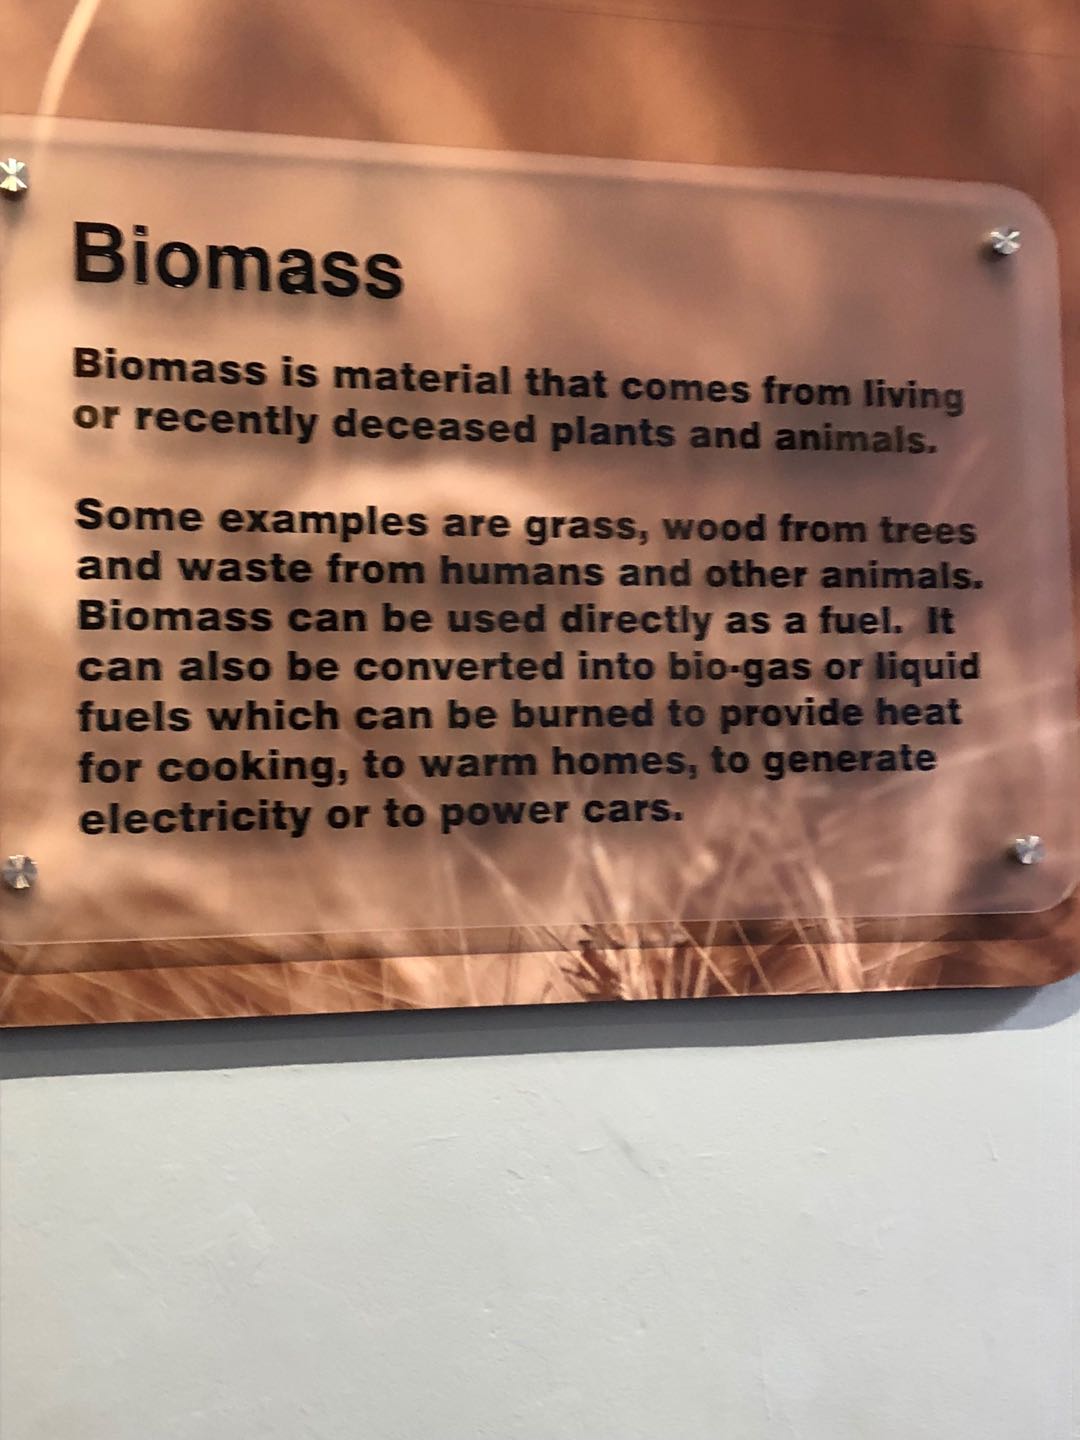 Biomass
Biomass is material that comes from living
or recently deceased plants and animals.
Some examples are grass, wood from trees
and waste from humans and other animals.
Biomass can be used directly as a fuel. It
can also be converted into bio-gas or liquid
fuels which can be burned to provide heat
for cooking, to warm homes, to generate
electricity or to power cars.